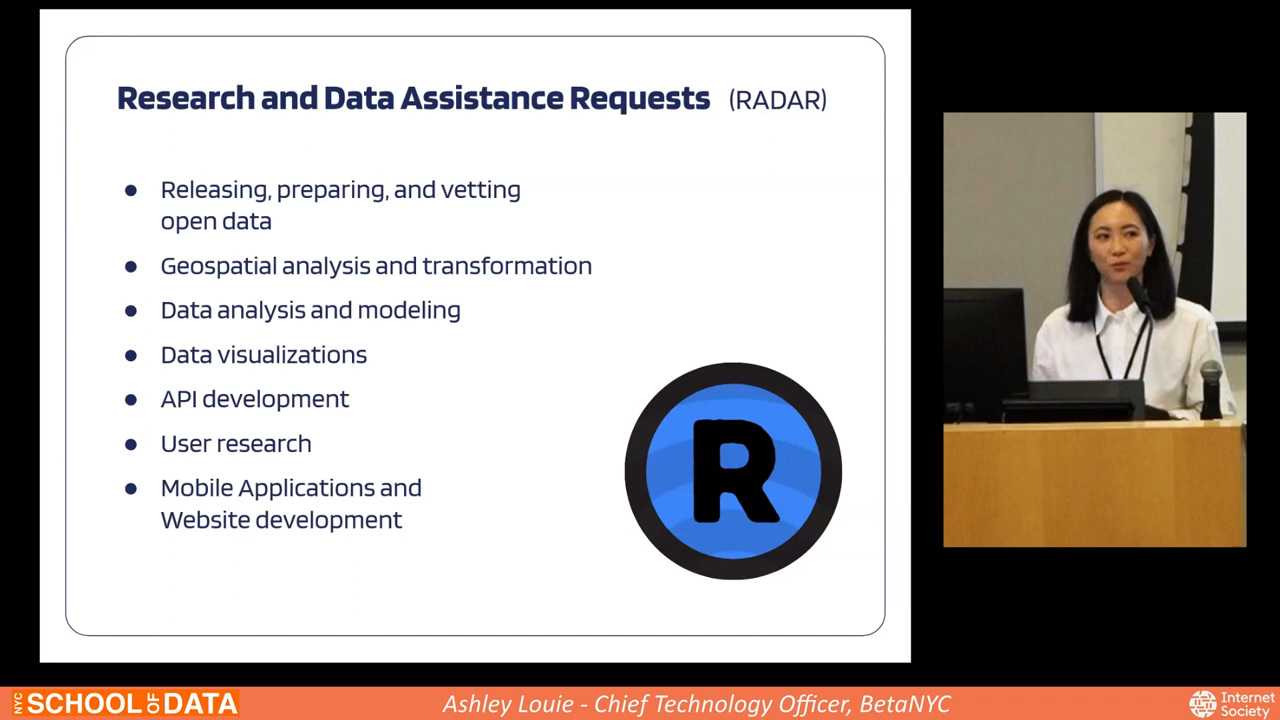 Research and Data Assistance Requests (RADAR)
● Releasing, preparing, and vetting
open data
● Geospatial analysis and transformation
● Data analysis and modeling
● Data visualizations
● API development
● User research
● Mobile Applications and
Website development
R
NYC SCHOOL OF DATA
Ashley Louie - Chief Technology Officer, BetaNYC
Internet
Society